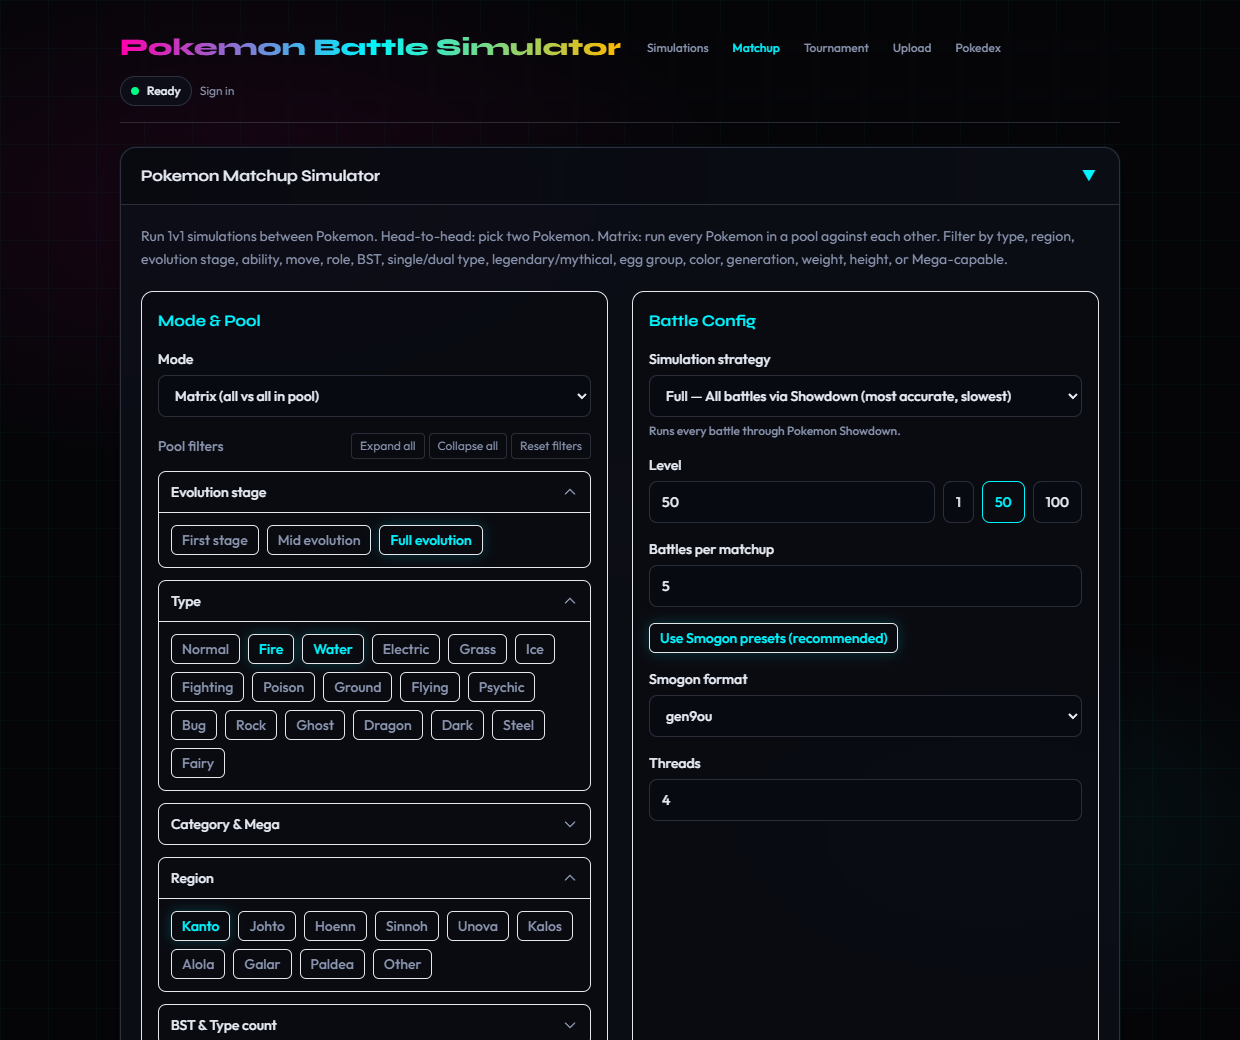 Pokemon Battle Simulator
Simulations
Matchup
Tournament
Upload
Pokedex
Ready
Sign in
Pokemon Matchup Simulator
Run 1v1 simulations between Pokemon. Head-to-head: pick two Pokemon. Matrix: run every Pokemon in a pool against each other. Filter by type, region,
evolution stage, ability, move, role, BST, single/dual type, legendary/mythical, egg group, color, generation, weight, height, or Mega-capable.
Mode & Pool
Mode
Matrix (all vs all in pool)
Pool filters
Expand all
Collapse all
Reset filters
Evolution stage
First stage
Mid evolution
Full evolution
Type
Normal
Fire
Water
Electric
Grass
Ice
Fighting
Poison
Ground
Flying
Psychic
Bug
Rock
Ghost
Dragon
Dark
Steel
Fairy
Category & Mega
Region
Kanto
Johto
Hoenn
Sinnoh
Unova
Kalos
Alola
Galar
Paldea
Other
BST & Type count
Battle Config
Simulation strategy
Full — All battles via Showdown (most accurate, slowest)
Runs every battle through Pokemon Showdown.
Level
50
1
50
100
Battles per matchup
5
Use Smogon presets (recommended)
Smogon format
gen9ou
Threads
4